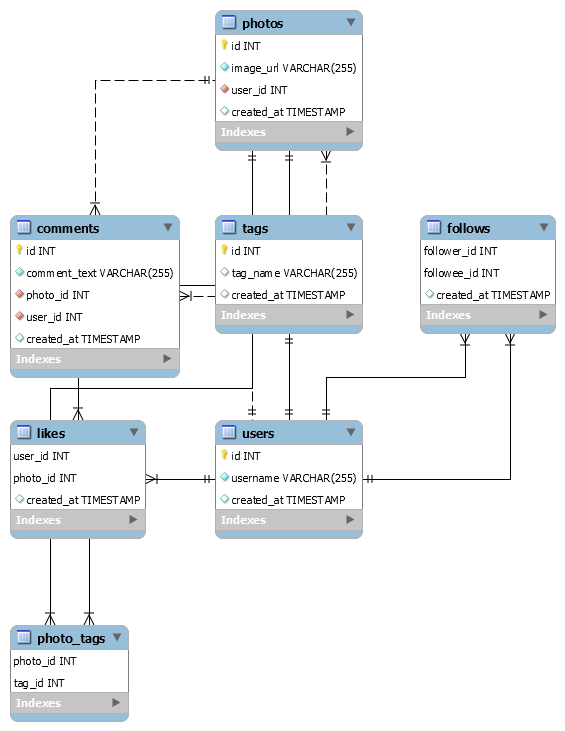 photos
id INT
image_url VARCHAR(255)
user_id INT
created_at TIMESTAMP
Indexes
comments
id INT
comment_text VARCHAR(255)
photo_id INT
user_id INT
created_at TIMESTAMP
Indexes
tags
id INT
tag_name VARCHAR(255)
created_at TIMESTAMP
Indexes
follows
follower_id INT
followee_id INT
created_at TIMESTAMP
Indexes
likes
user_id INT
photo_id INT
created_at TIMESTAMP
Indexes
users
id INT
username VARCHAR(255)
created_at TIMESTAMP
Indexes
photo_tags
photo_id INT
tag_id INT
Indexes